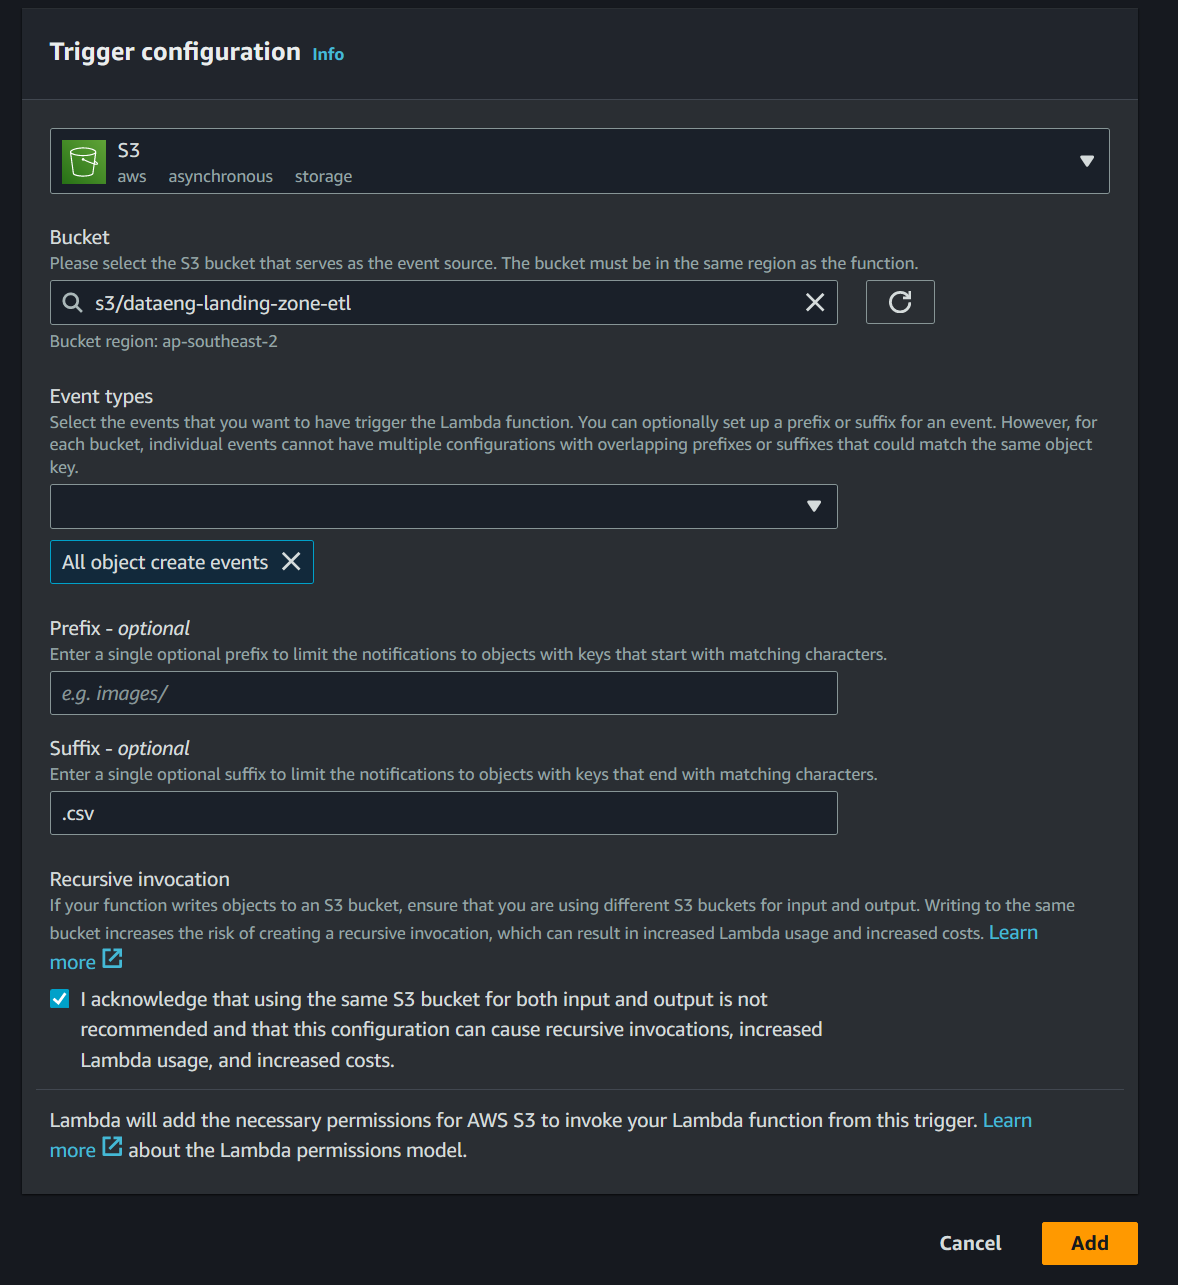 Trigger configuration Info
S3
aws asynchronous storage
Bucket
Please select the S3 bucket that serves as the event source. The bucket must be in the same region as the function.
s3/dataeng-landing-zone-etl
Bucket region: ap-southeast-2
Event types
Select the events that you want to have trigger the Lambda function. You can optionally set up a prefix or suffix for an event. However, for
each bucket, individual events cannot have multiple configurations with overlapping prefixes or suffixes that could match the same object
key.
All object create events
Prefix - optional
Enter a single optional prefix to limit the notifications to objects with keys that start with matching characters.
e.g. images/
Suffix - optional
Enter a single optional suffix to limit the notifications to objects with keys that end with matching characters.
.csv
Recursive invocation
If your function writes objects to an S3 bucket, ensure that you are using different S3 buckets for input and output. Writing to the same
bucket increases the risk of creating a recursive invocation, which can result in increased Lambda usage and increased costs. Learn
more
I acknowledge that using the same S3 bucket for both input and output is not
recommended and that this configuration can cause recursive invocations, increased
Lambda usage, and increased costs.
Lambda will add the necessary permissions for AWS S3 to invoke your Lambda function from this trigger. Learn
more about the Lambda permissions model.
Cancel Add